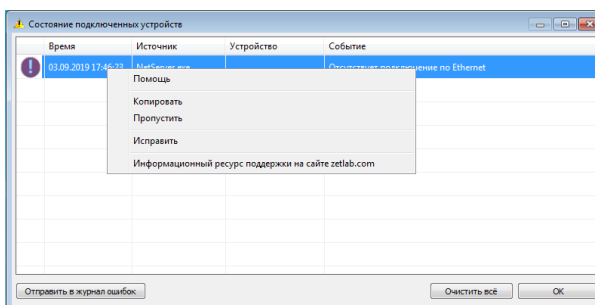 Состояние подключенных устройств
Время Источник Устройство Событие
03.09.2019 17:46:23 NetServer.exe Отсутствует подключение по Ethernet
Помощь
Копировать
Пропустить
Исправить
Информационный ресурс поддержки на сайте zetlab.com
Отправить в журнал ошибок Очистить всё OK